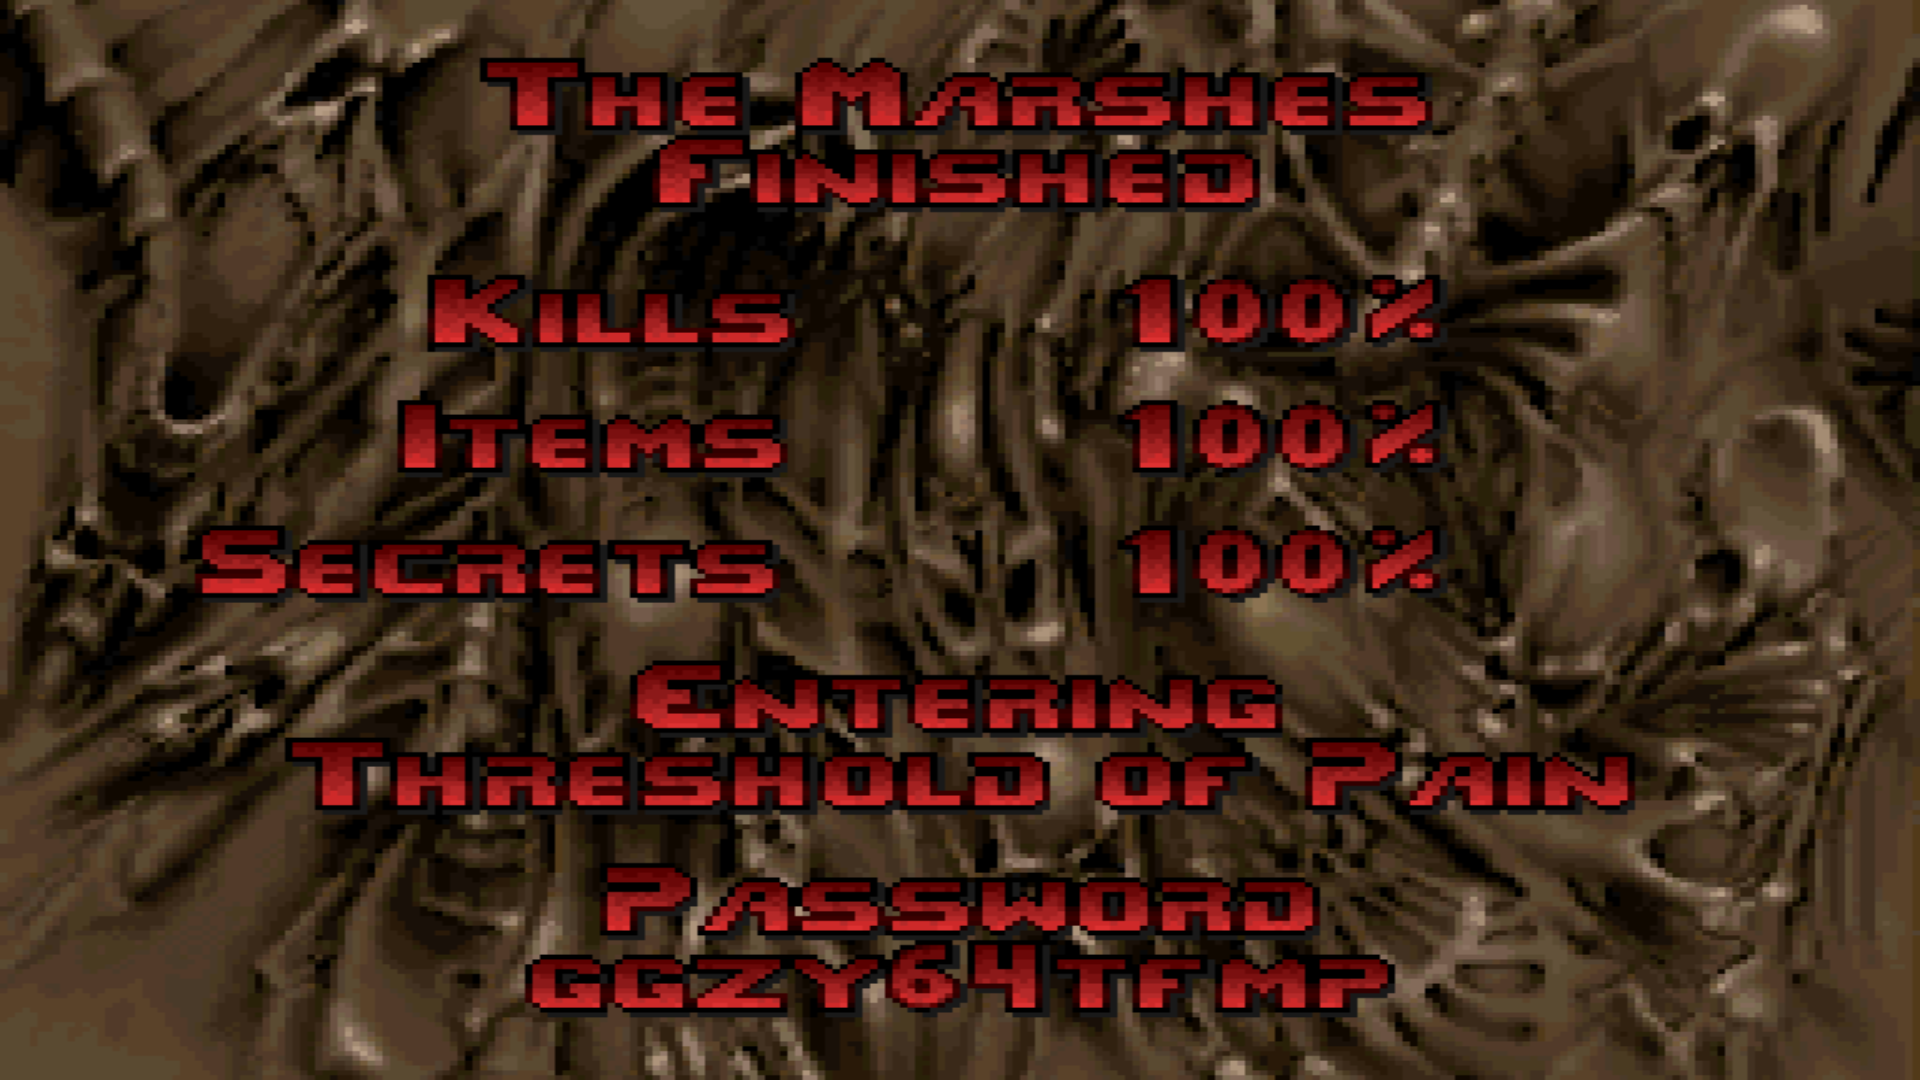 The Marshes
Finished
Kills 100%
Items 100%
Secrets 100%
Entering
Threshold of Pain
Password
ggzy64tfmp